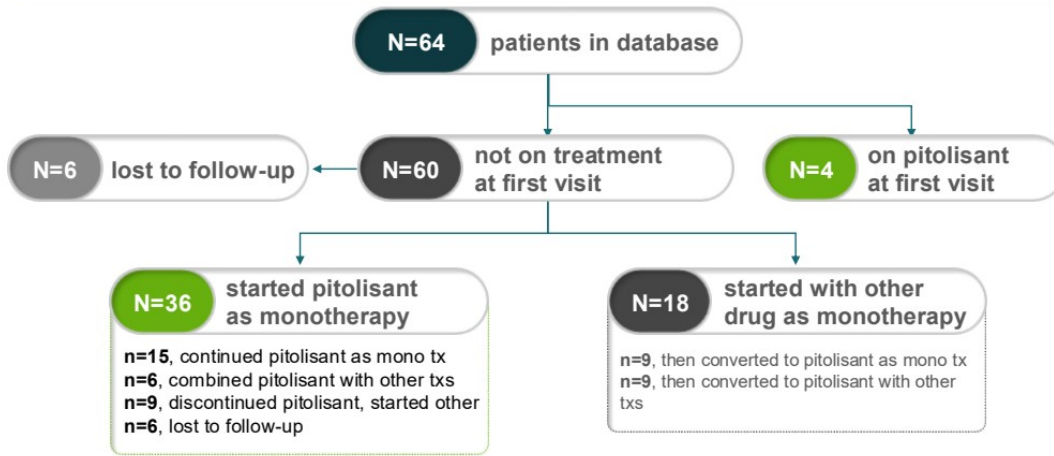 N=64 patients in database
N=6 lost to follow-up
N=60 not on treatment
at first visit
N=4 on pitolisant
at first visit
N=36 started pitolisant
as monotherapy
n=15, continued pitolisant as mono tx
n=6, combined pitolisant with other txs
n=9, discontinued pitolisant, started other
n=6, lost to follow-up
N=18 started with other
drug as monotherapy
n=9, then converted to pitolisant as mono tx
n=9, then converted to pitolisant with other
txs